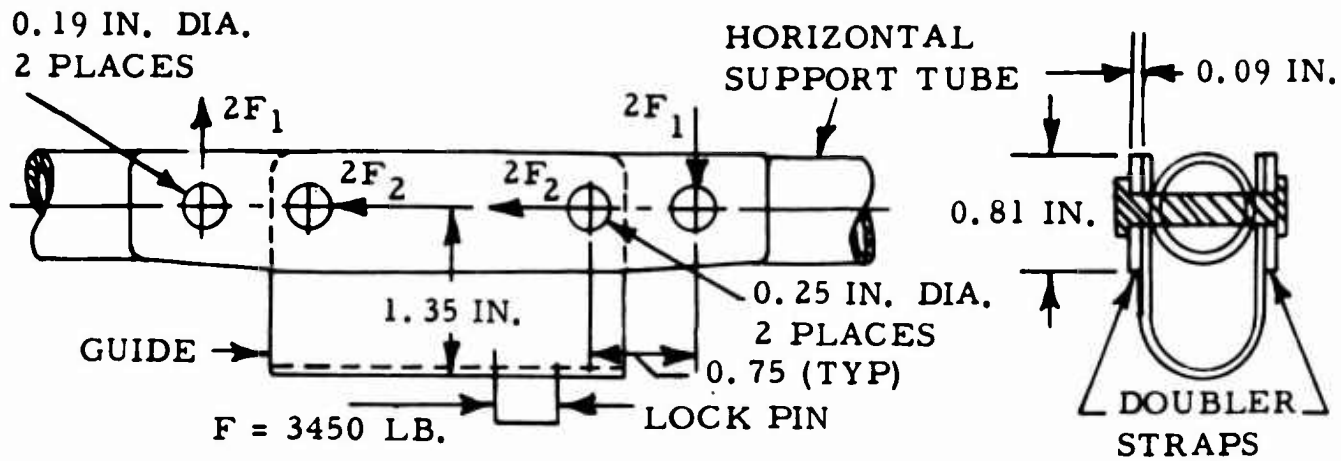 0.19 IN. DIA.
2 PLACES
HORIZONTAL
SUPPORT TUBE
0.09 IN.
2F1
2F1
2F2
2F2
0.81 IN.
1.35 IN.
0.25 IN. DIA.
2 PLACES
GUIDE
0.75 (TYP)
F = 3450 LB.
LOCK PIN
DOUBLER
STRAPS